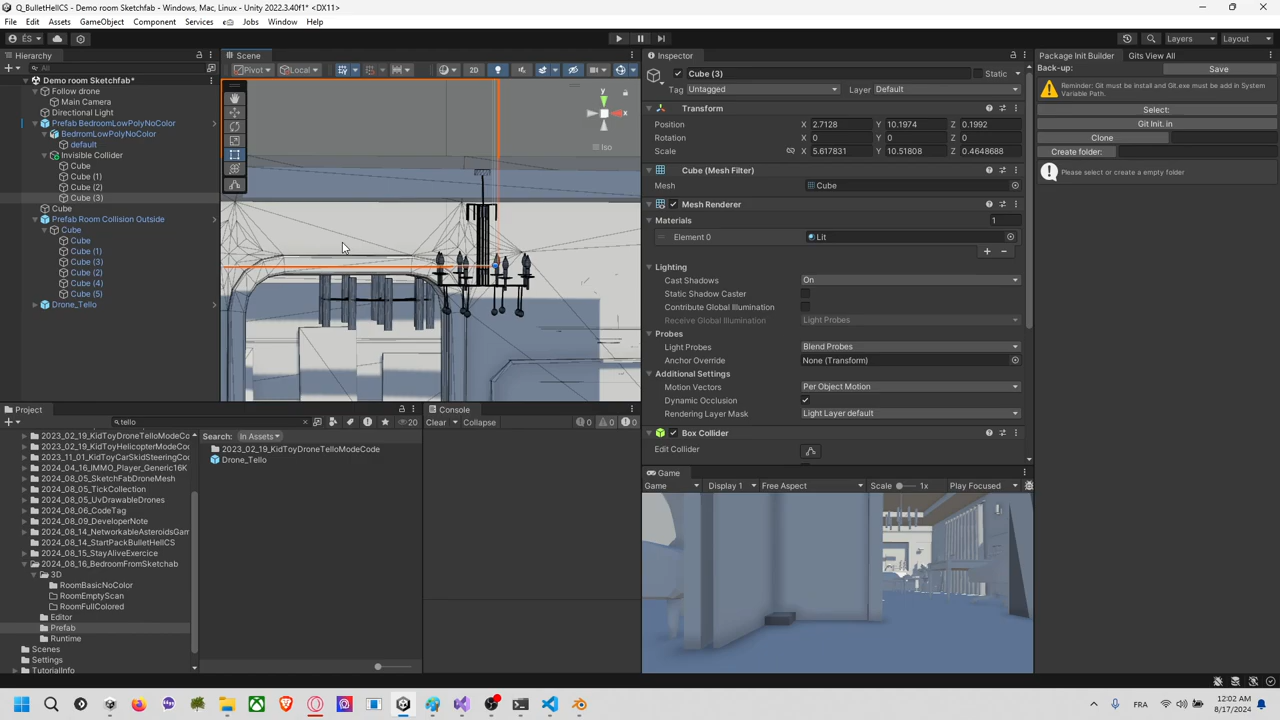 Q_BulletHellCS - Demo room Sketchfab - Windows, Mac, Linux - Unity 2022.3.40f1* <DX11>
File Edit Assets GameObject Component Services Jobs Window Help
ÉS
Layers Layout
Hierarchy
All
Demo room Sketchfab*
Follow drone
Main Camera
Directional Light
Prefab BedroomLowPolyNoColor
BedrromLowPolyNoColor
default
Invisible Collider
Cube
Cube (1)
Cube (2)
Cube (3)
Cube
Prefab Room Collision Outside
Cube
Cube
Cube (1)
Cube (3)
Cube (2)
Cube (4)
Cube (5)
Drone_Tello
Scene
Pivot Local 2D
y
x
Iso
Inspector
Cube (3) Static
Tag Untagged Layer Default
Transform
Position X 2.7128 Y 10.1974 Z 0.1992
Rotation X 0 Y 0 Z 0
Scale X 5.617831 Y 10.51808 Z 0.4648688
Cube (Mesh Filter)
Mesh Cube
Mesh Renderer
Materials 1
Element 0 Lit
Lighting
Cast Shadows On
Static Shadow Caster
Contribute Global Illumination
Receive Global Illumination Light Probes
Probes
Light Probes Blend Probes
Anchor Override None (Transform)
Additional Settings
Motion Vectors Per Object Motion
Dynamic Occlusion
Rendering Layer Mask Light Layer default
Box Collider
Edit Collider
Package Init Builder Gits View All
Back-up: Save
Reminder: Git must be install and Git.exe must be add in System
Variable Path.
Select:
Git Init. in
Clone
Create folder:
Please select or create a empty folder
Project
tello
20
2023_02_19_KidToyDroneTelloModeCo
2023_02_19_KidToyHelicopterModeCo
2023_11_01_KidToyCarSkidSteeringCo
2024_04_16_IMMO_Player_Generic16K
2024_08_05_SketchFabDroneMesh
2024_08_05_TickCollection
2024_08_05_UvDrawableDrones
2024_08_06_CodeTag
2024_08_09_DeveloperNote
2024_08_14_NetworkableAsteroidsGam
2024_08_14_StartPackBulletHellCS
2024_08_15_StayAliveExercice
2024_08_16_BedroomFromSketchab
3D
RoomBasicNoColor
RoomEmptyScan
RoomFullColored
Editor
Prefab
Runtime
Scenes
Settings
TutorialInfo
Search: In Assets
2023_02_19_KidToyDroneTelloModeCode
Drone_Tello
Console
Clear Collapse 0 0 0
Game
Game Display 1 Free Aspect Scale 1x Play Focused
FRA
12:02 AM
8/17/2024